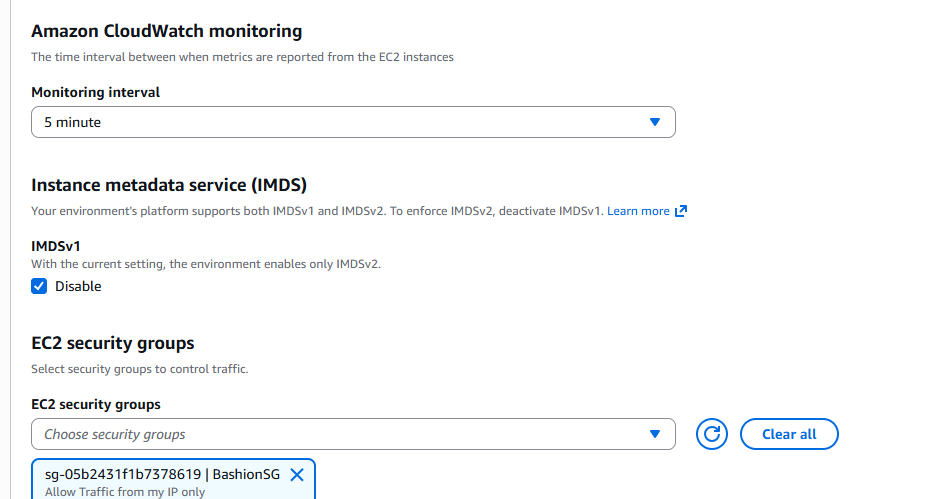 Amazon CloudWatch monitoring
The time interval between when metrics are reported from the EC2 instances
Monitoring interval
5 minute
Instance metadata service (IMDS)
Your environment's platform supports both IMDSv1 and IMDSv2. To enforce IMDSv2, deactivate IMDSv1. Learn more
IMDSv1
With the current setting, the environment enables only IMDSv2.
Disable
EC2 security groups
Select security groups to control traffic.
EC2 security groups
Choose security groups
Clear all
sg-05b2431f1b7378619 | BashionSG
Allow Traffic from my IP only